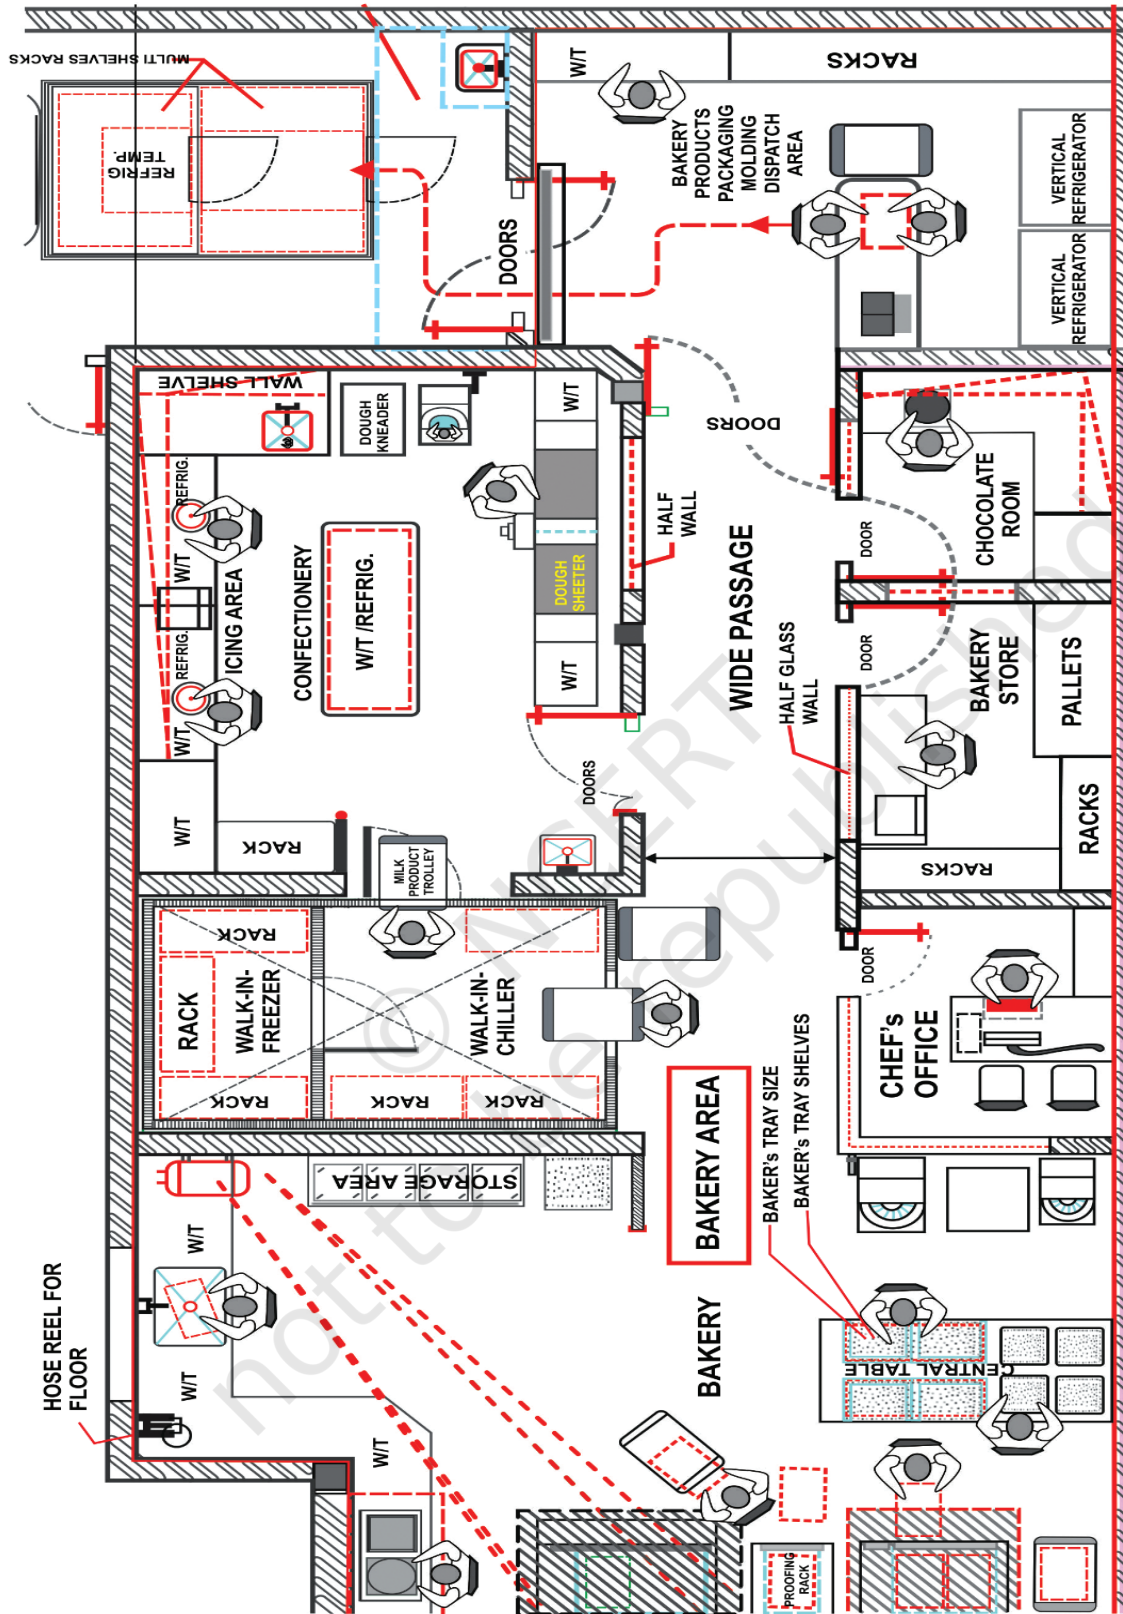 MULTI SHELVES RACKS
REFRIG
TEMP.
W/T
RACKS
BAKERY
PRODUCTS
PACKAGING
MOLDING
DISPATCH
AREA
VERTICAL
REFRIGERATOR
VERTICAL
REFRIGERATOR
DOORS
WALL SHELVE
DOUGH
KNEADER
W/T
REFRIG.
W/T
REFRIG.
W/T
ICING AREA
CONFECTIONERY
W/T /REFRIG.
DOUGH
SHEETER
W/T
HALF
WALL
DOORS
DOOR
CHOCOLATE
ROOM
WIDE PASSAGE
HALF GLASS
WALL
DOOR
BAKERY
STORE
PALLETS
RACKS
RACKS
W/T
RACK
MILK
PRODUCT
TROLLEY
DOORS
RACK
RACK
WALK-IN
FREEZER
RACK
WALK-IN
CHILLER
RACK
RACK
DOOR
CHEF's
OFFICE
BAKERY AREA
BAKER's TRAY SIZE
BAKER's TRAY SHELVES
STORAGE AREA
W/T
W/T
HOSE REEL FOR
FLOOR
W/T
BAKERY
CENTRAL TABLE
PROOFING
RACK
© NCERT
not to be republished